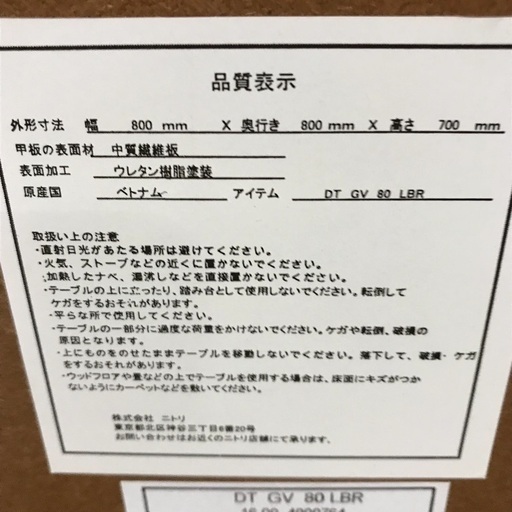 品質表示
外形寸法 幅 800 mm X 奥行き 800 mm X 高さ 700 mm
甲板の表面材 中質繊維板
表面加工 ウレタン樹脂塗装
原産国 ベトナム アイテム DT GV 80 LBR
取扱い上の注意
・直射日光があたる場所は避けてください。
・火気、ストーブなどの近くに置かないでください。
・加熱したナベ、湯沸しなどを直接置かないでください。
・テーブルの上に立ったり、踏み台として使用しないでください。転倒して
ケガをするおそれがあります。
・平らな所で使用してください。
・テーブルの一部分に過度な荷重をかけないでください。ケガや転倒、破損の
原因となります。
・上にものをのせたままテーブルを移動しないでください。落下して、破損・ケガ
をするおそれがあります。
・ウッドフロアや畳などの上でテーブルを使用する場合は、床面にキズがつか
ないようにカーペットなどを敷いてください。
株式会社 ニトリ
東京都北区神谷三丁目6番20号
お問い合わせはお近くのニトリ店舗にて承ります。
DT GV 80 LBR